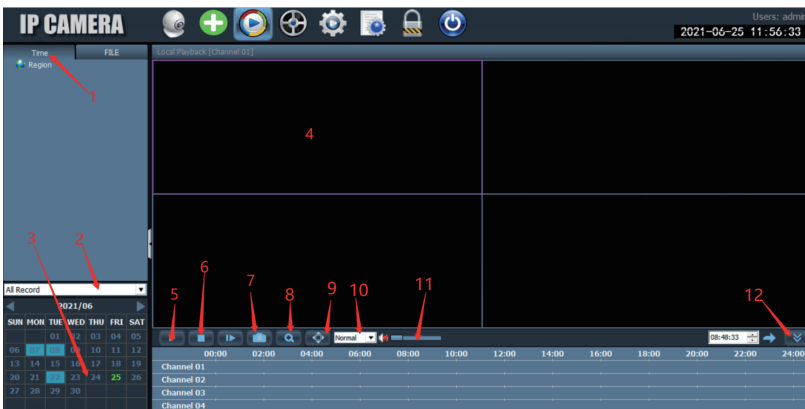 IP CAMERA
Users: admi
2021-06-25 11:56:33
Time FILE
Local Playback [Channel 01]
Region
1
4
3 2
5 6 7 8 9 10 11 12
All Record
2021/06
SUN MON TUE WED THU FRI SAT
01 02 03 04 05
06 07 08 09 10 11 12
13 14 15 16 17 18 19
20 21 22 23 24 25 26
27 28 29 30
Normal
08:48:33
00:00 02:00 04:00 06:00 08:00 10:00 12:00 14:00 16:00 18:00 20:00 22:00 24:00
Channel 01
Channel 02
Channel 03
Channel 04